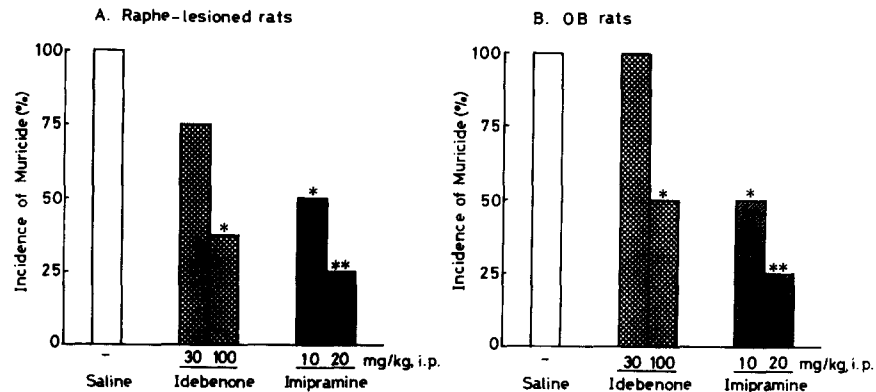 A. Raphe-lesioned rats
Incidence of Muricide (%)
100
75
50
25
0
*
*
**
- 30 100 10 20 mg/kg, i.p.
Saline Idebenone Imipramine
B. OB rats
Incidence of Muricide (%)
100
75
50
25
0
*
*
**
- 30 100 10 20 mg/kg, i.p.
Saline Idebenone Imipramine